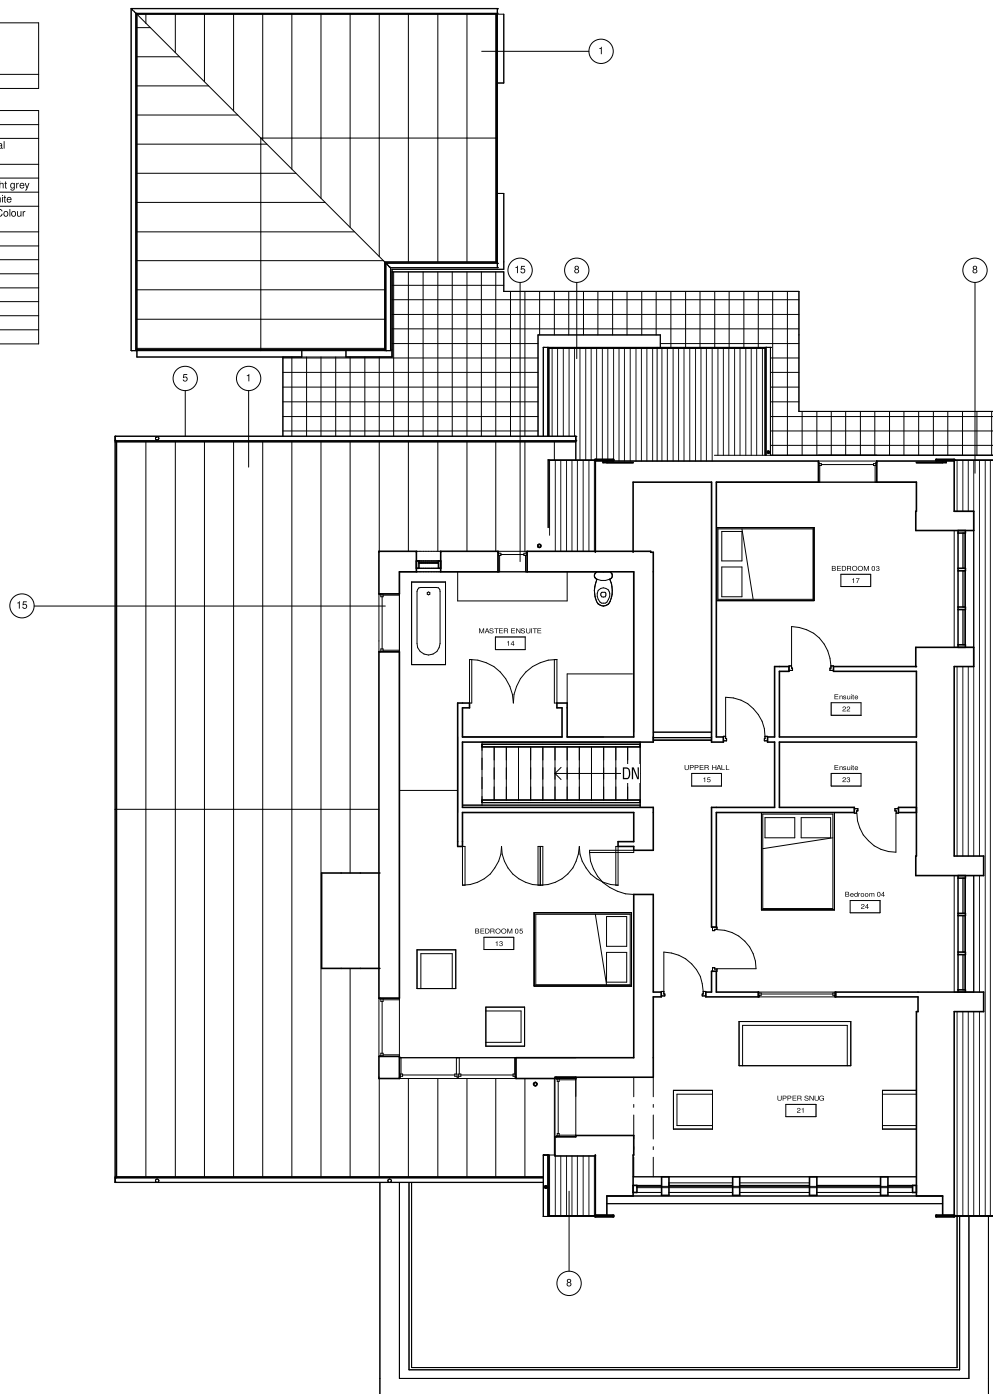 al
ht grey
ite
Colour
1
15
8
8
5
1
15
BEDROOM 03
17
MASTER ENSUITE
14
Ensuite
22
UPPER HALL
15
Ensuite
23
DN
Bedroom 04
24
BEDROOM 05
13
UPPER SNUG
21
8